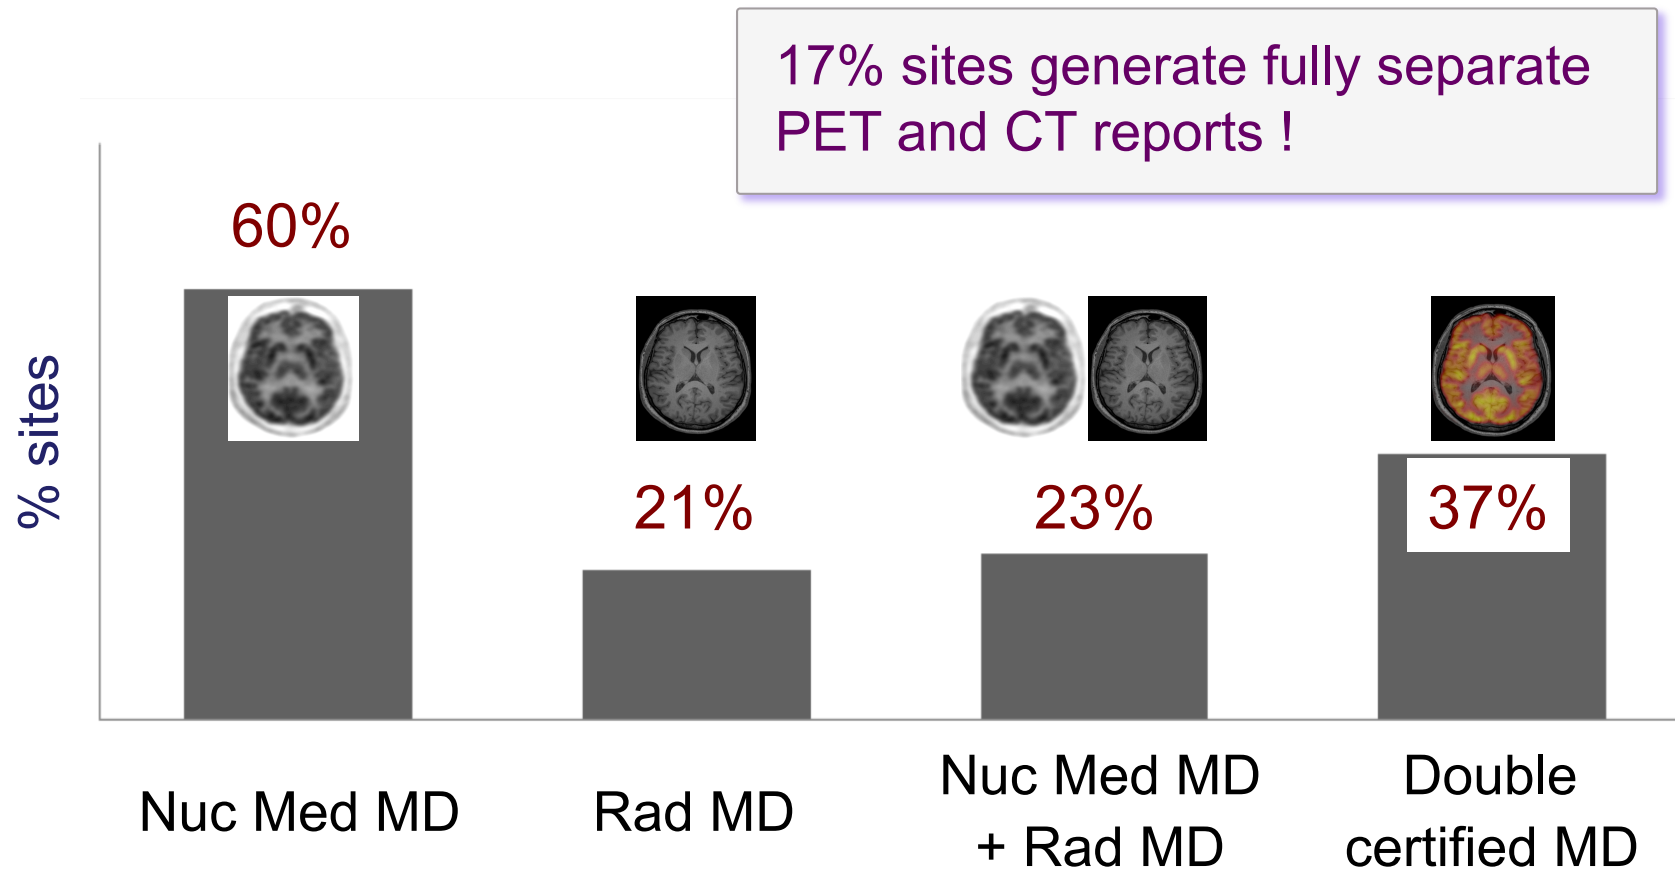 17% sites generate fully separate
PET and CT reports !
60%
21%
23%
37%
% sites
Nuc Med MD
Rad MD
Nuc Med MD
+ Rad MD
Double
certified MD